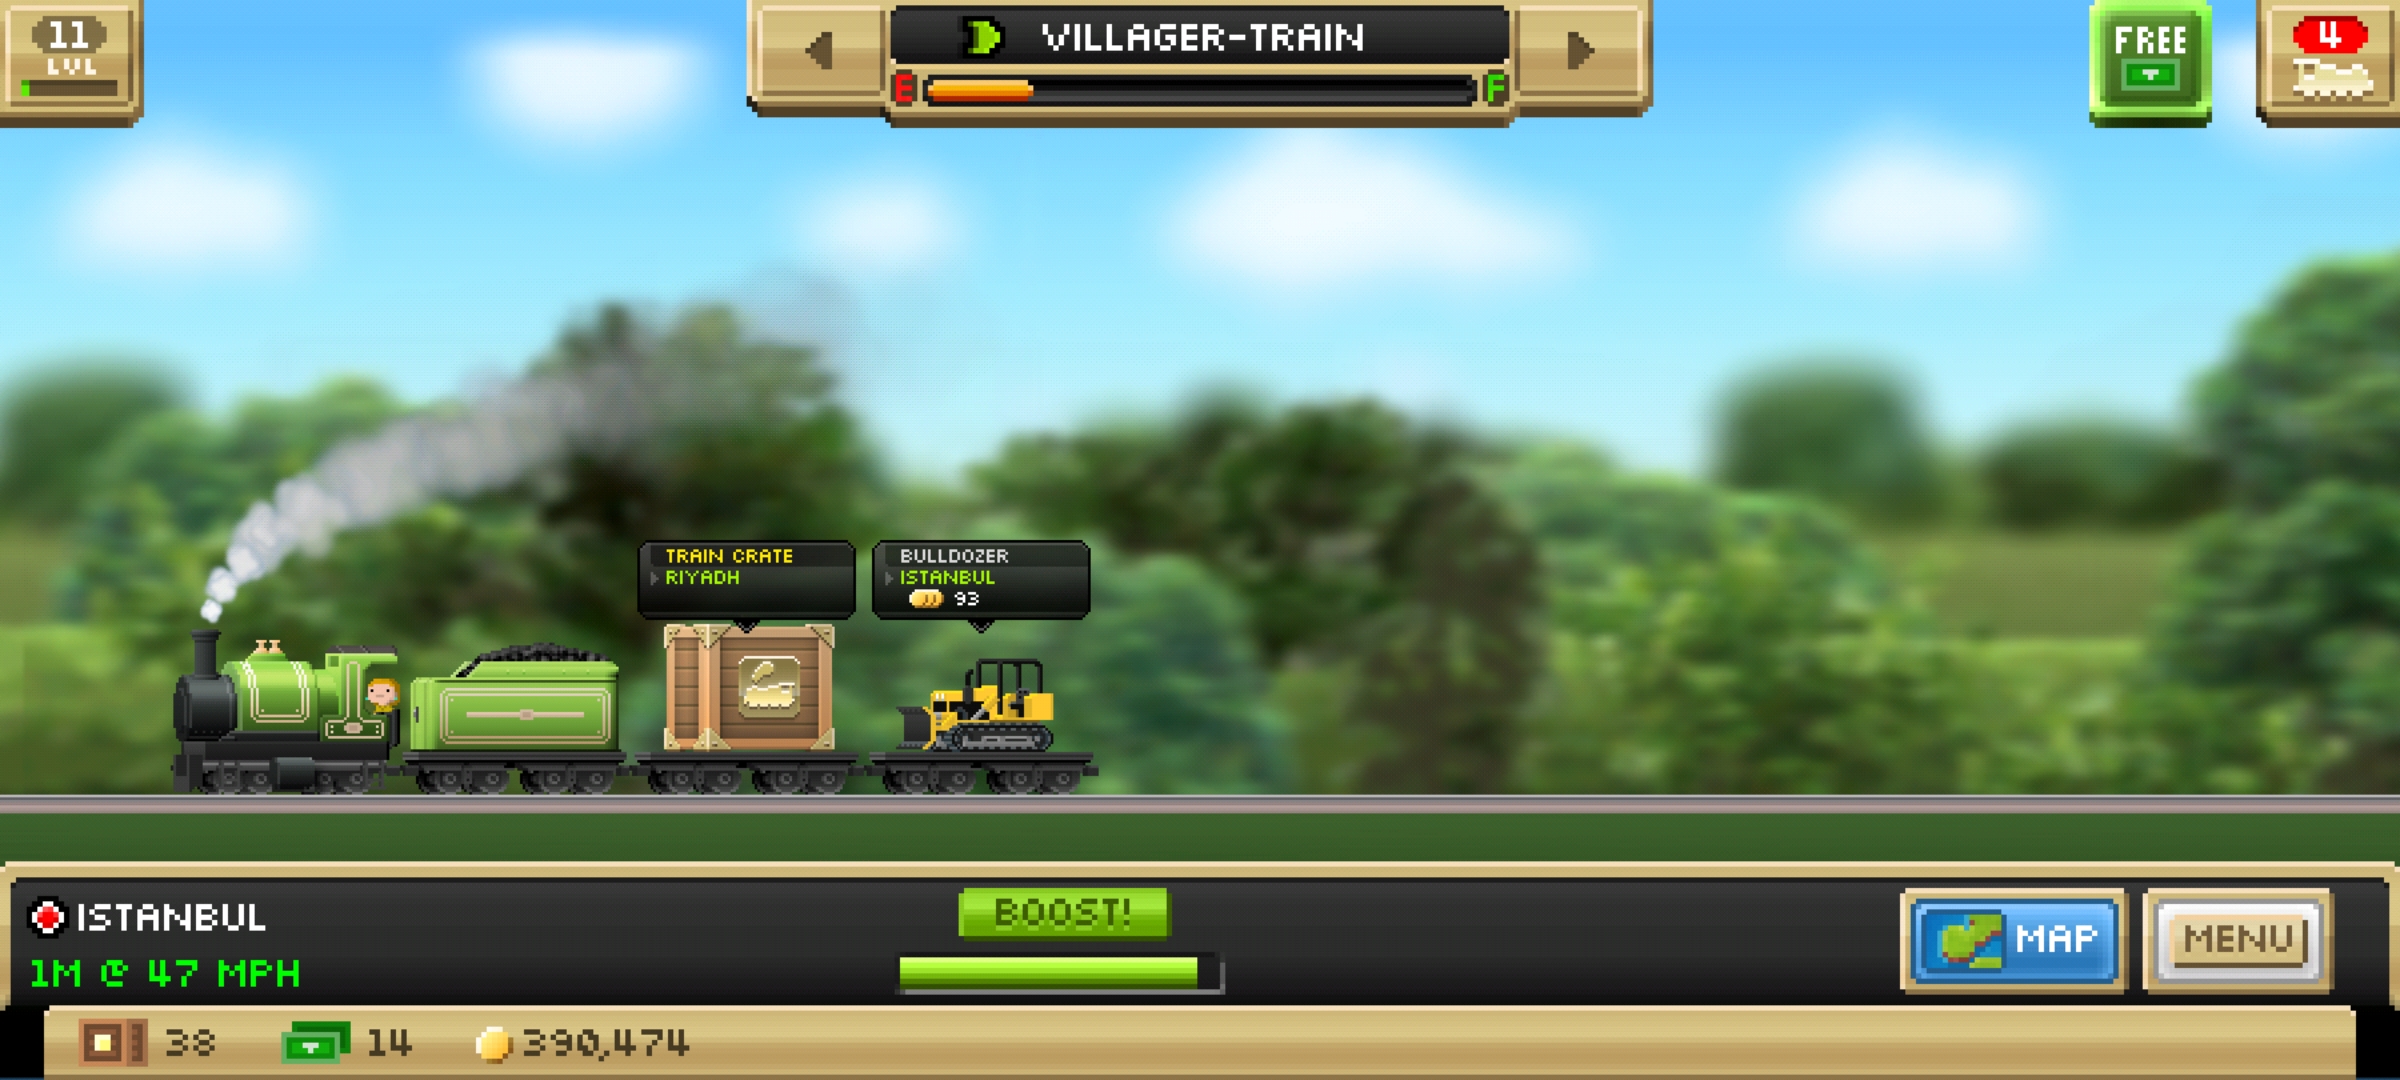 11
LVL
VILLAGER-TRAIN
E F
FREE
4
TRAIN CRATE
RIYADH
BULLDOZER
ISTANBUL
93
ISTANBUL
1M @ 47 MPH
BOOST!
MAP
MENU
38
14
390,474